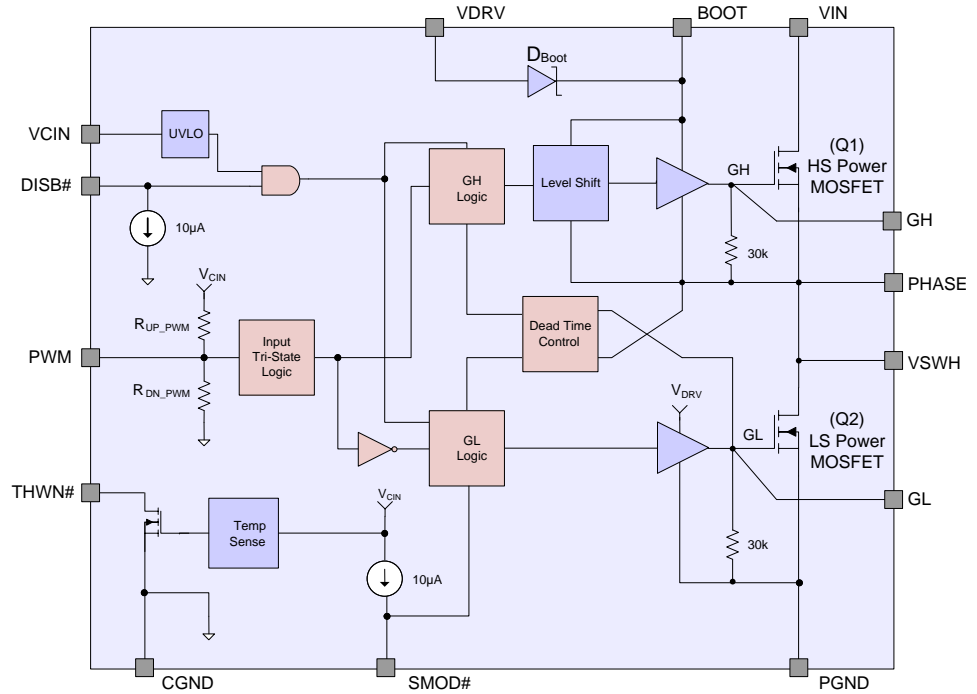 VDRV
BOOT
VIN
DBoot
VCIN
UVLO
(Q1)
HS Power
MOSFET
GH
DISB#
GH
Logic
Level Shift
10µA
GH
30k
VCIN
PHASE
RUP_PWM
Input
Tri-State
Logic
Dead Time
Control
PWM
VSWH
RDN_PWM
VDRV
(Q2)
LS Power
MOSFET
GL
Logic
GL
THWN#
VCIN
GL
Temp
Sense
30k
10µA
CGND
SMOD#
PGND